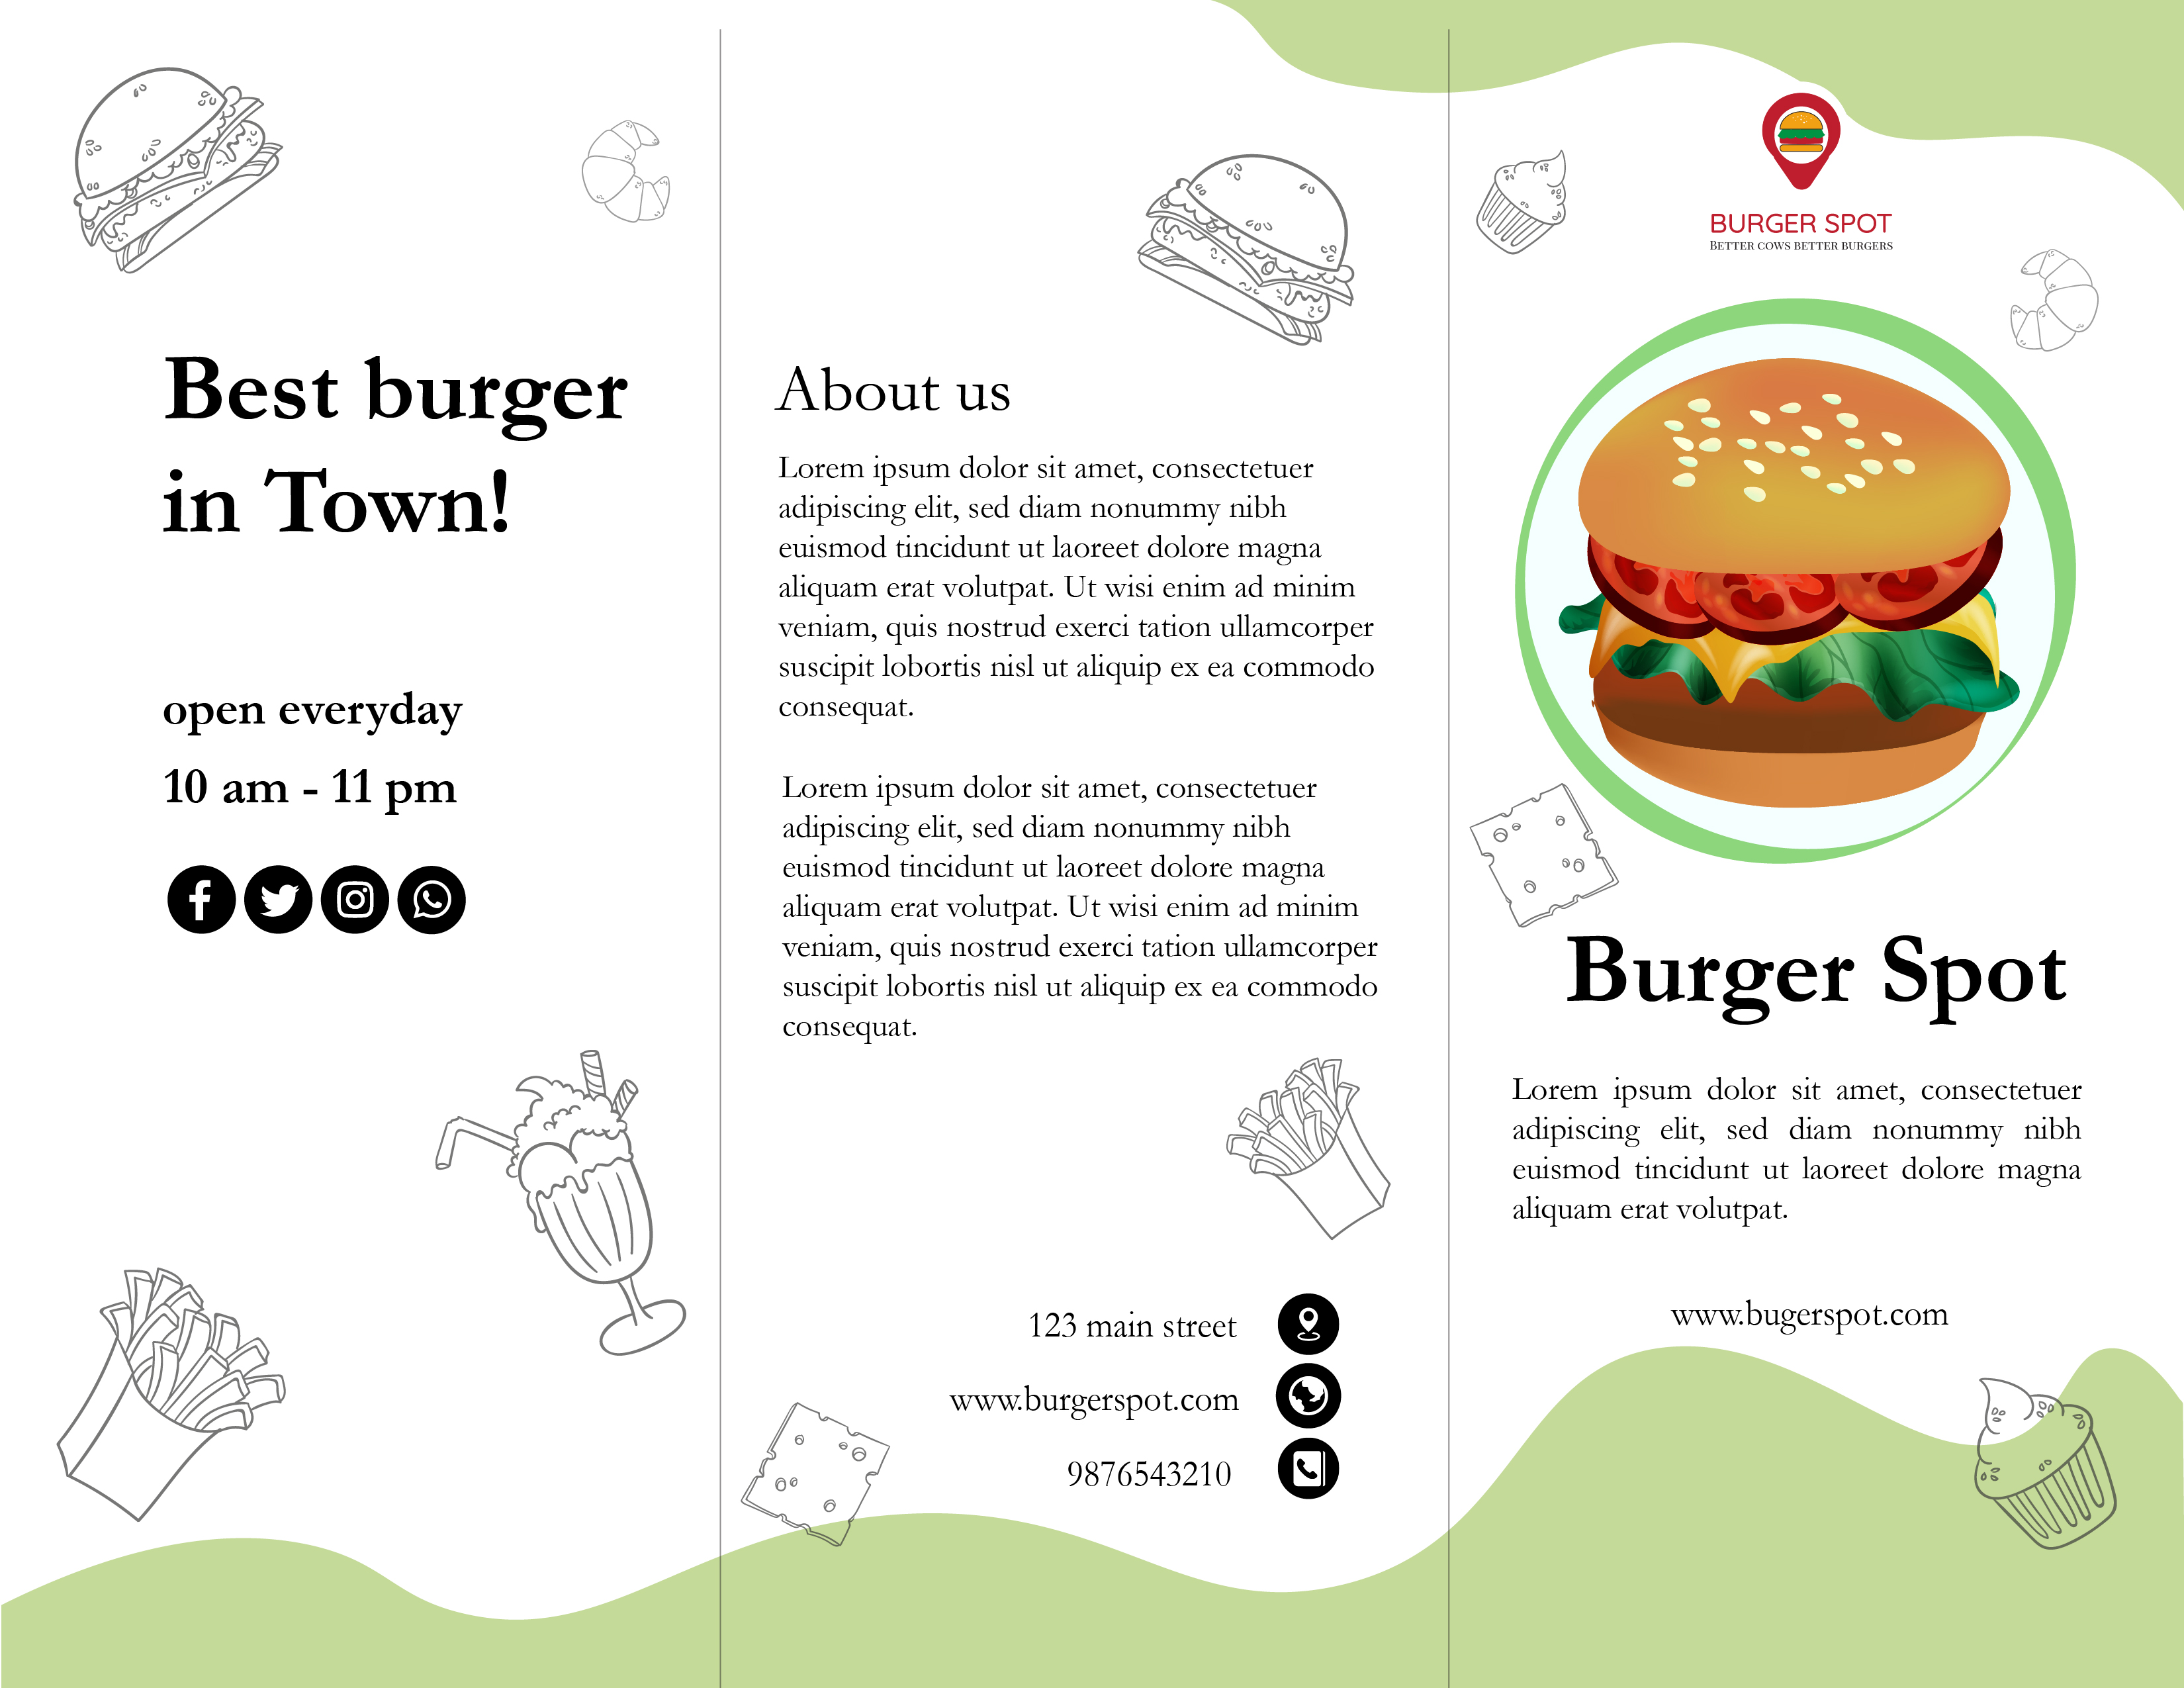 Best burger
in Town!
open everyday
10 am - 11 pm
About us
Lorem ipsum dolor sit amet, consectetuer
adipiscing elit, sed diam nonummy nibh
euismod tincidunt ut laoreet dolore magna
aliquam erat volutpat. Ut wisi enim ad minim
veniam, quis nostrud exerci tation ullamcorper
suscipit lobortis nisl ut aliquip ex ea commodo
consequat.
Lorem ipsum dolor sit amet, consectetuer
adipiscing elit, sed diam nonummy nibh
euismod tincidunt ut laoreet dolore magna
aliquam erat volutpat. Ut wisi enim ad minim
veniam, quis nostrud exerci tation ullamcorper
suscipit lobortis nisl ut aliquip ex ea commodo
consequat.
123 main street
www.burgerspot.com
9876543210
BURGER SPOT
BETTER COWS BETTER BURGERS
Burger Spot
Lorem ipsum dolor sit amet, consectetuer
adipiscing elit, sed diam nonummy nibh
euismod tincidunt ut laoreet dolore magna
aliquam erat volutpat.
www.bugerspot.com